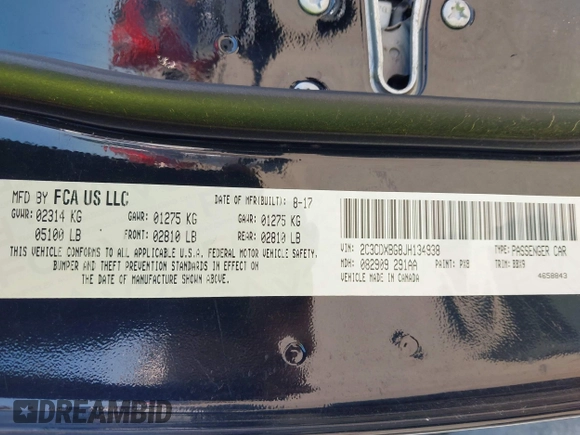 MFD BY FCA US LLC DATE OF MFR(BUILT): 8-17
GVWR: 02314 KG GAWR: 01275 KG GAWR: 01275 KG
05100 LB FRONT: 02810 LB REAR: 02810 LB
THIS VEHICLE CONFORMS TO ALL APPLICABLE U.S.A. FEDERAL MOTOR VEHICLE SAFETY,
BUMPER AND THEFT PREVENTION STANDARDS IN EFFECT ON
THE DATE OF MANUFACTURE SHOWN ABOVE.
VIN: 2C3CDXBG8JH134938 TYPE: PASSENGER CAR
MDH: 082909 291AA PAINT: PX8 TRIM: BBX9
VEHICLE MADE IN CANADA 4658843
DREAMBID